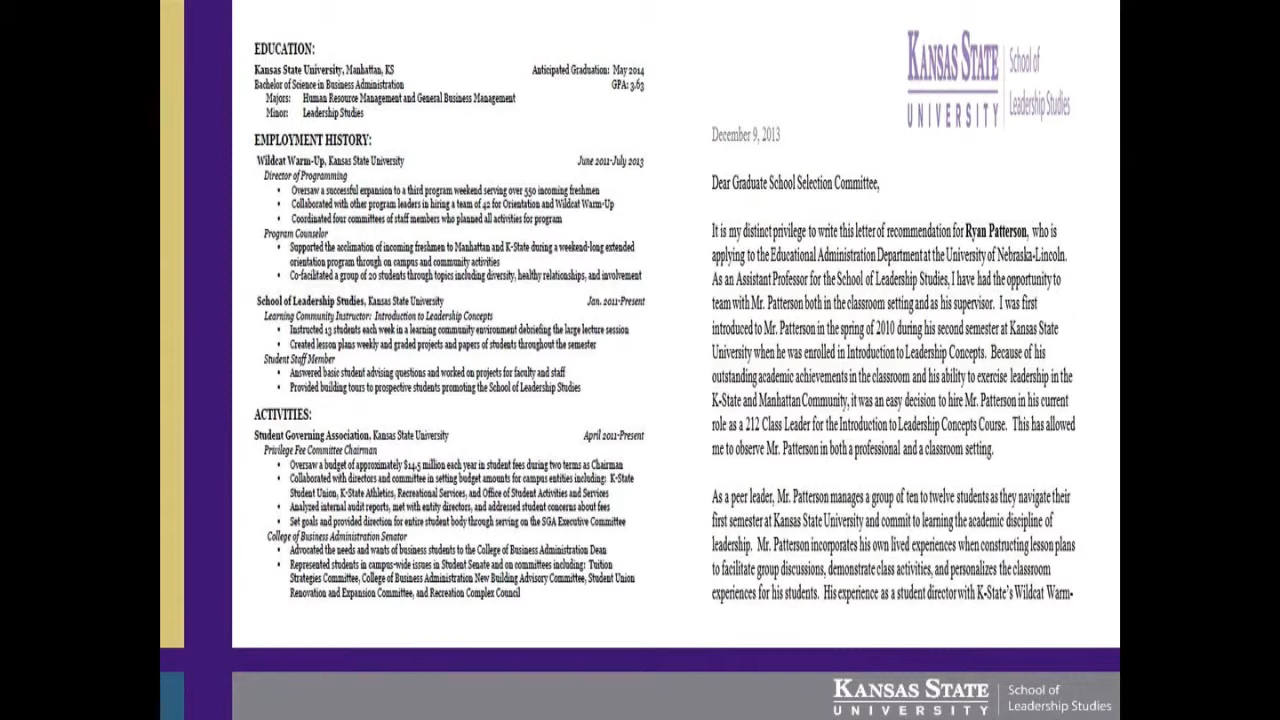 EDUCATION:
Kansas State University, Manhattan, KS Anticipated Graduation: May 2014
Bachelor of Science in Business Administration GPA: 3.63
Majors: Human Resource Management and General Business Management
Minor: Leadership Studies
EMPLOYMENT HISTORY:
Wildcat Warm-Up, Kansas State University June 2011-July 2013
Director of Programming
• Oversaw a successful expansion to a third program weekend serving over 550 incoming freshmen
• Collaborated with other program leaders in hiring a team of 42 for Orientation and Wildcat Warm-Up
• Coordinated four committees of staff members who planned all activities for program
Program Counselor
• Supported the acclimation of incoming freshmen to Manhattan and K-State during a weekend-long extended
orientation program through on campus and community activities
• Co-facilitated a group of 20 students through topics including diversity, healthy relationships, and involvement
School of Leadership Studies, Kansas State University Jan. 2011-Present
Learning Community Instructor: Introduction to Leadership Concepts
• Instructed 13 students each week in a learning community environment debriefing the large lecture session
• Created lesson plans weekly and graded projects and papers of students throughout the semester
Student Staff Member
• Answered basic student advising questions and worked on projects for faculty and staff
• Provided building tours to prospective students promoting the School of Leadership Studies
ACTIVITIES:
Student Governing Association, Kansas State University April 2011-Present
Privilege Fee Committee Chairman
• Oversaw a budget of approximately $14.5 million each year in student fees during two terms as Chairman
• Collaborated with directors and committee in setting budget amounts for campus entities including: K-State
Student Union, K-State Athletics, Recreational Services, and Office of Student Activities and Services
• Analyzed internal audit reports, met with entity directors, and addressed student concerns about fees
• Set goals and provided direction for entire student body through serving on the SGA Executive Committee
College of Business Administration Senator
• Advocated the needs and wants of business students to the College of Business Administration Dean
• Represented students in campus-wide issues in Student Senate and on committees including: Tuition
Strategies Committee, College of Business Administration New Building Advisory Committee, Student Union
Renovation and Expansion Committee, and Recreation Complex Council
KANSAS STATE
UNIVERSITY
School of
Leadership Studies
December 9, 2013
Dear Graduate School Selection Committee,
It is my distinct privilege to write this letter of recommendation for Ryan Patterson, who is
applying to the Educational Administration Department at the University of Nebraska-Lincoln.
As an Assistant Professor for the School of Leadership Studies, I have had the opportunity to
team with Mr. Patterson both in the classroom setting and as his supervisor. I was first
introduced to Mr. Patterson in the spring of 2010 during his second semester at Kansas State
University when he was enrolled in Introduction to Leadership Concepts. Because of his
outstanding academic achievements in the classroom and his ability to exercise leadership in the
K-State and Manhattan Community, it was an easy decision to hire Mr. Patterson in his current
role as a 212 Class Leader for the Introduction to Leadership Concepts Course. This has allowed
me to observe Mr. Patterson in both a professional and a classroom setting.
As a peer leader, Mr. Patterson manages a group of ten to twelve students as they navigate their
first semester at Kansas State University and commit to learning the academic discipline of
leadership. Mr. Patterson incorporates his own lived experiences when constructing lesson plans
to facilitate group discussions, demonstrate class activities, and personalizes the classroom
experiences for his students. His experience as a student director with K-State's Wildcat Warm-
KANSAS STATE
UNIVERSITY
School of
Leadership Studies